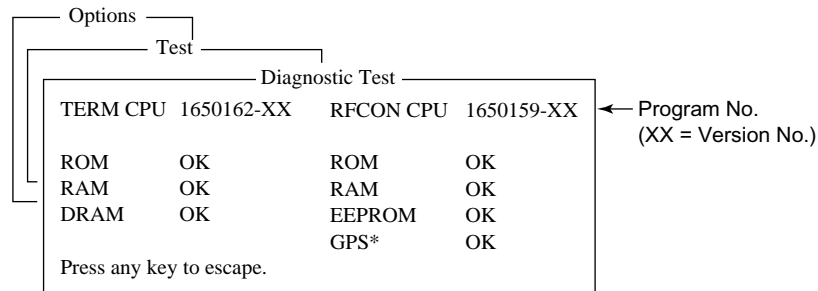 Options
Test
Diagnostic Test
TERM CPU 1650162-XX RFCON CPU 1650159-XX
Program No.
(XX = Version No.)
ROM OK ROM OK
RAM OK RAM OK
DRAM OK EEPROM OK
GPS* OK
Press any key to escape.